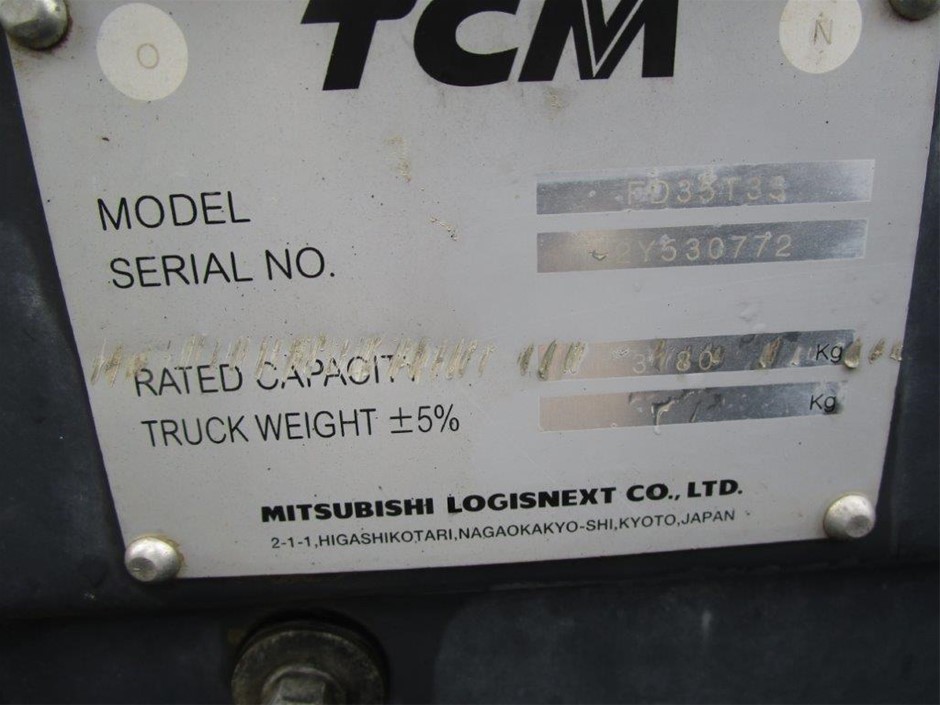 O TCM N
MODEL
SERIAL NO. 2Y530772
RATED CAPACITY Kg
TRUCK WEIGHT ±5% Kg
MITSUBISHI LOGISNEXT CO., LTD.
2-1-1,HIGASHIKOTARI,NAGAOKAKYO-SHI,KYOTO,JAPAN